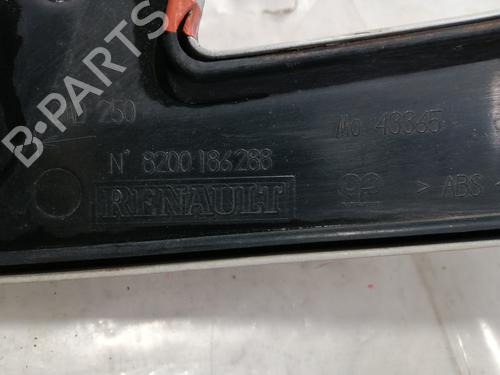 250
Mo 43365
N° 8200 186 288
RENAULT
> ABS
B-PARTS